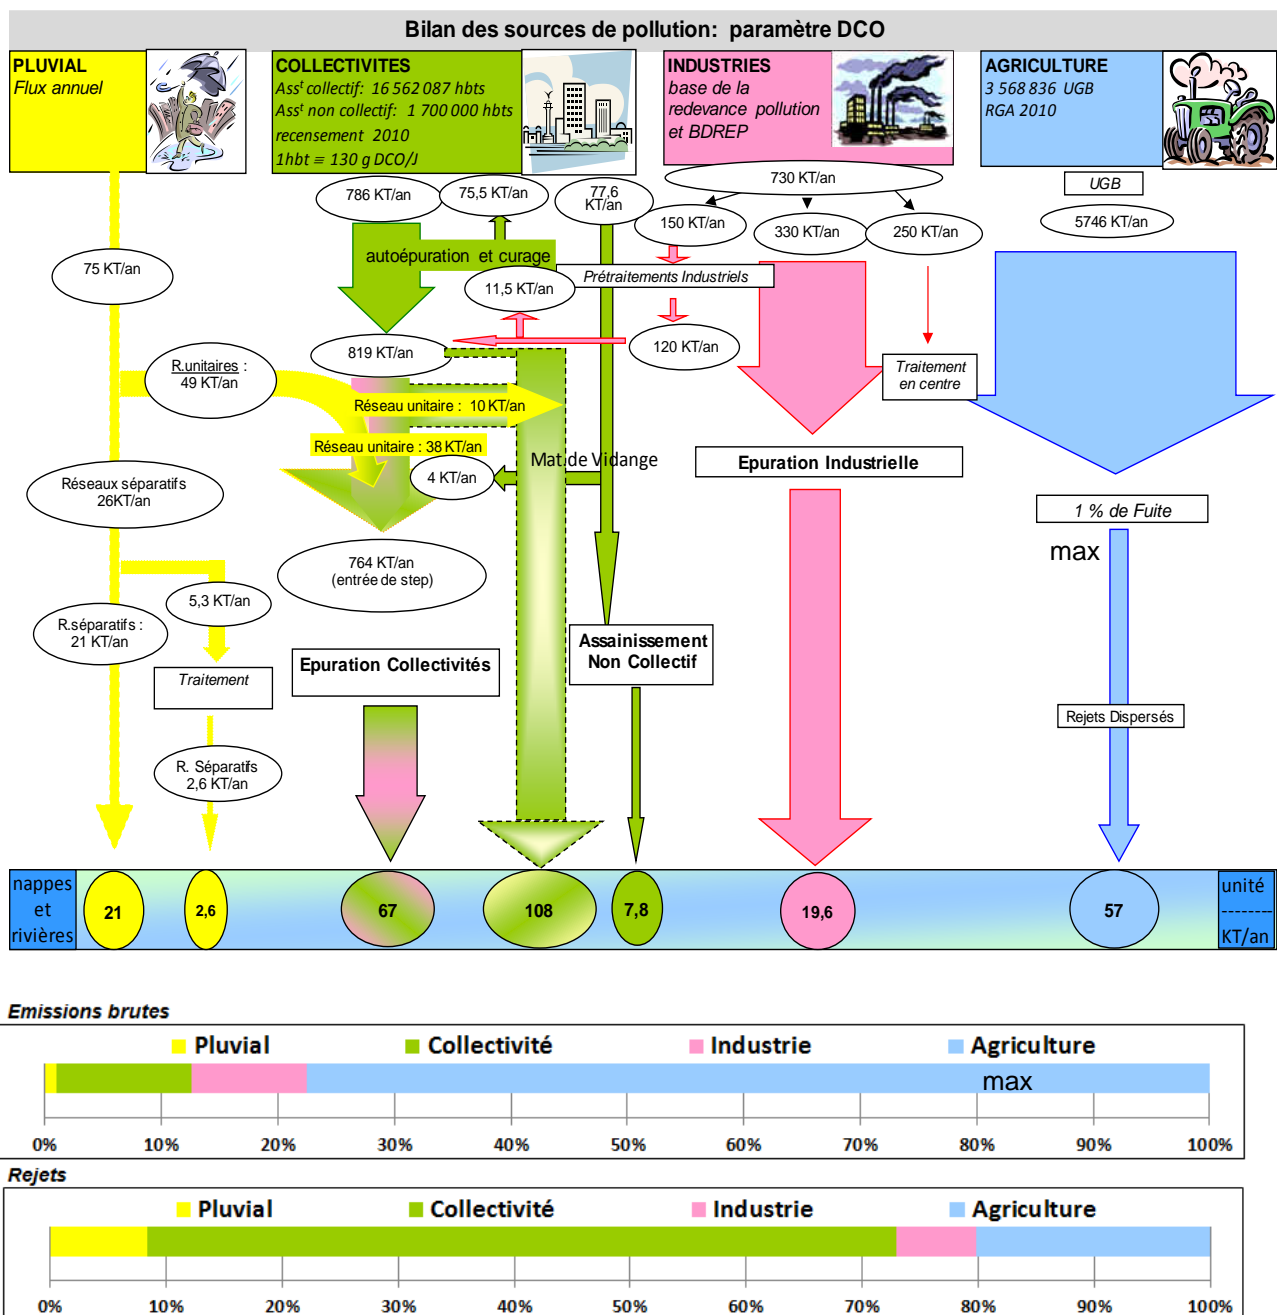 Bilan des sources de pollution: paramètre DCO
PLUVIAL
Flux annuel
COLLECTIVITES
Assᵗ collectif: 16 562 087 hbts
Assᵗ non collectif: 1 700 000 hbts
recensement 2010
1hbt ≡ 130 g DCO/J
INDUSTRIES
base de la
redevance pollution
et BDREP
AGRICULTURE
3 568 836 UGB
RGA 2010
786 KT/an
75,5 KT/an
77,6
KT/an
730 KT/an
150 KT/an
330 KT/an
250 KT/an
UGB
5746 KT/an
75 KT/an
autoépuration et curage
11,5 KT/an
Prétraitements Industriels
819 KT/an
120 KT/an
Traitement
en centre
R.unitaires :
49 KT/an
Réseau unitaire : 10 KT/an
Réseau unitaire : 38 KT/an
4 KT/an
Mat.de Vidange
Epuration Industrielle
Réseaux séparatifs
26KT/an
1 % de Fuite
max
764 KT/an
(entrée de step)
5,3 KT/an
R.séparatifs :
21 KT/an
Traitement
Epuration Collectivités
Assainissement
Non Collectif
Rejets Dispersés
R. Séparatifs
2,6 KT/an
nappes
et
rivières
21
2,6
67
108
7,8
19,6
57
unité
--------
KT/an
Emissions brutes
Pluvial Collectivité Industrie Agriculture
max
0% 10% 20% 30% 40% 50% 60% 70% 80% 90% 100%
Rejets
Pluvial Collectivité Industrie Agriculture
0% 10% 20% 30% 40% 50% 60% 70% 80% 90% 100%